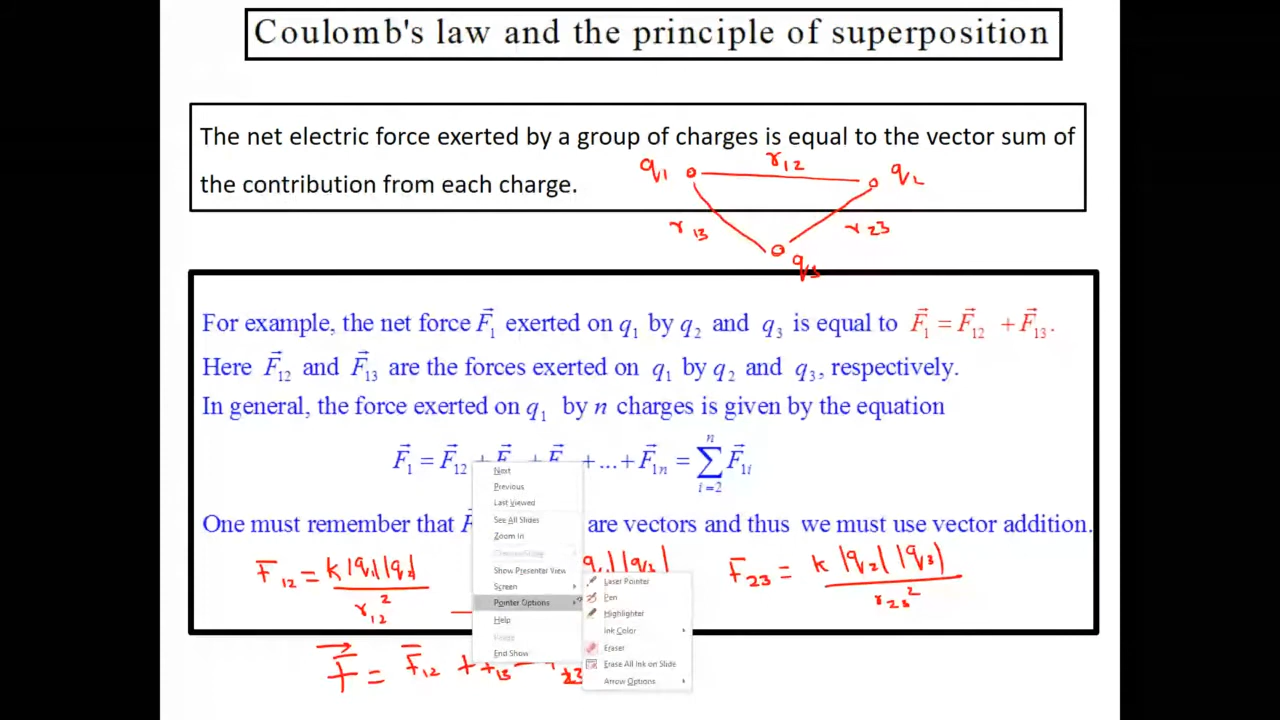 Coulomb's law and the principle of superposition
The net electric force exerted by a group of charges is equal to the vector sum of
the contribution from each charge.
q₁ r₁₂ q₂
r₁₃ r₂₃
q₃
For example, the net force F⃗₁ exerted on q₁ by q₂ and q₃ is equal to F⃗₁ = F⃗₁₂ + F⃗₁₃.
Here F⃗₁₂ and F⃗₁₃ are the forces exerted on q₁ by q₂ and q₃, respectively.
In general, the force exerted on q₁ by n charges is given by the equation
F⃗₁ = F⃗₁₂ + + + ... + F⃗₁ₙ = ∑ⁿᵢ₌₂ F⃗₁ᵢ
One must remember that are vectors and thus we must use vector addition.
F̄₁₂ = k|q₁||q₂| / r₁₂²
F̄₂₃ = k|q₂||q₃| / r₂₃²
F⃗ = F̄₁₂ +
Next
Previous
Last Viewed
See All Slides
Zoom In
Show Presenter View
Screen
Pointer Options
Help
End Show
Laser Pointer
Pen
Highlighter
Ink Color
Eraser
Erase All Ink on Slide
Arrow Options